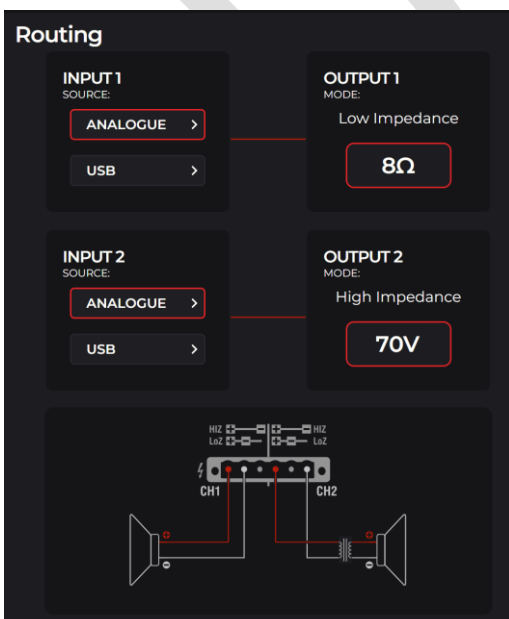 Routing
INPUT 1
SOURCE:
ANALOGUE >
USB >
OUTPUT 1
MODE:
Low Impedance
8Ω
INPUT 2
SOURCE:
ANALOGUE >
USB >
OUTPUT 2
MODE:
High Impedance
70V
HIZ + - + - HIZ
LoZ + - + - LoZ
CH1 CH2
+ +
- -